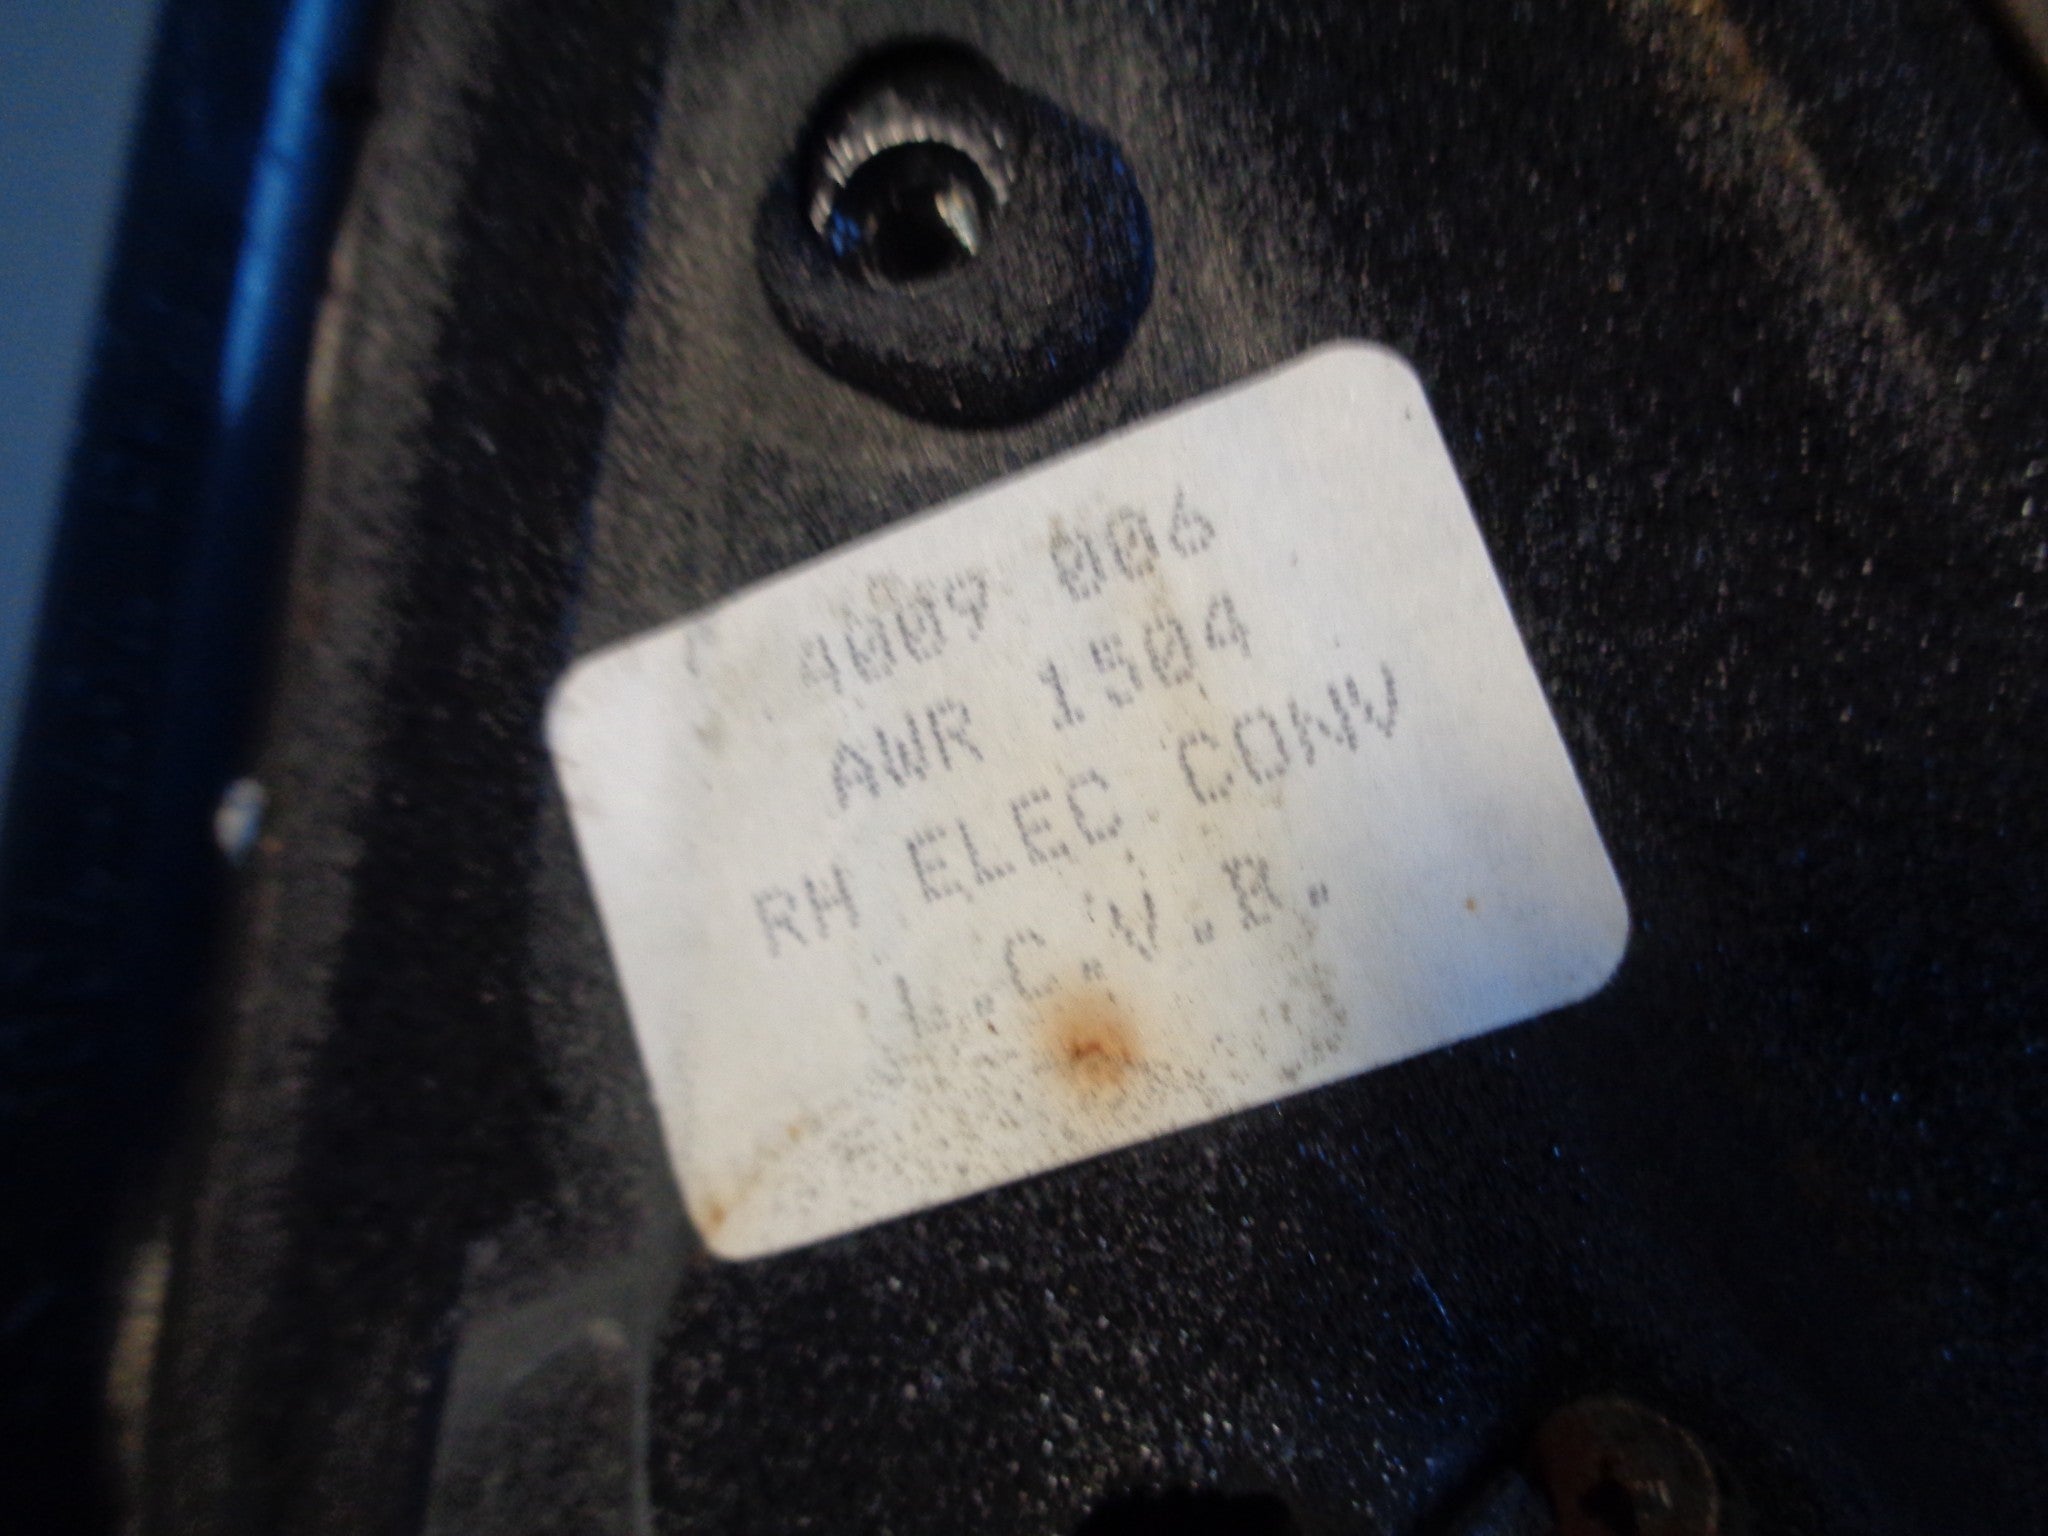 4009 006
AWR 1504
RH ELEC CONV
L.C.V.R.